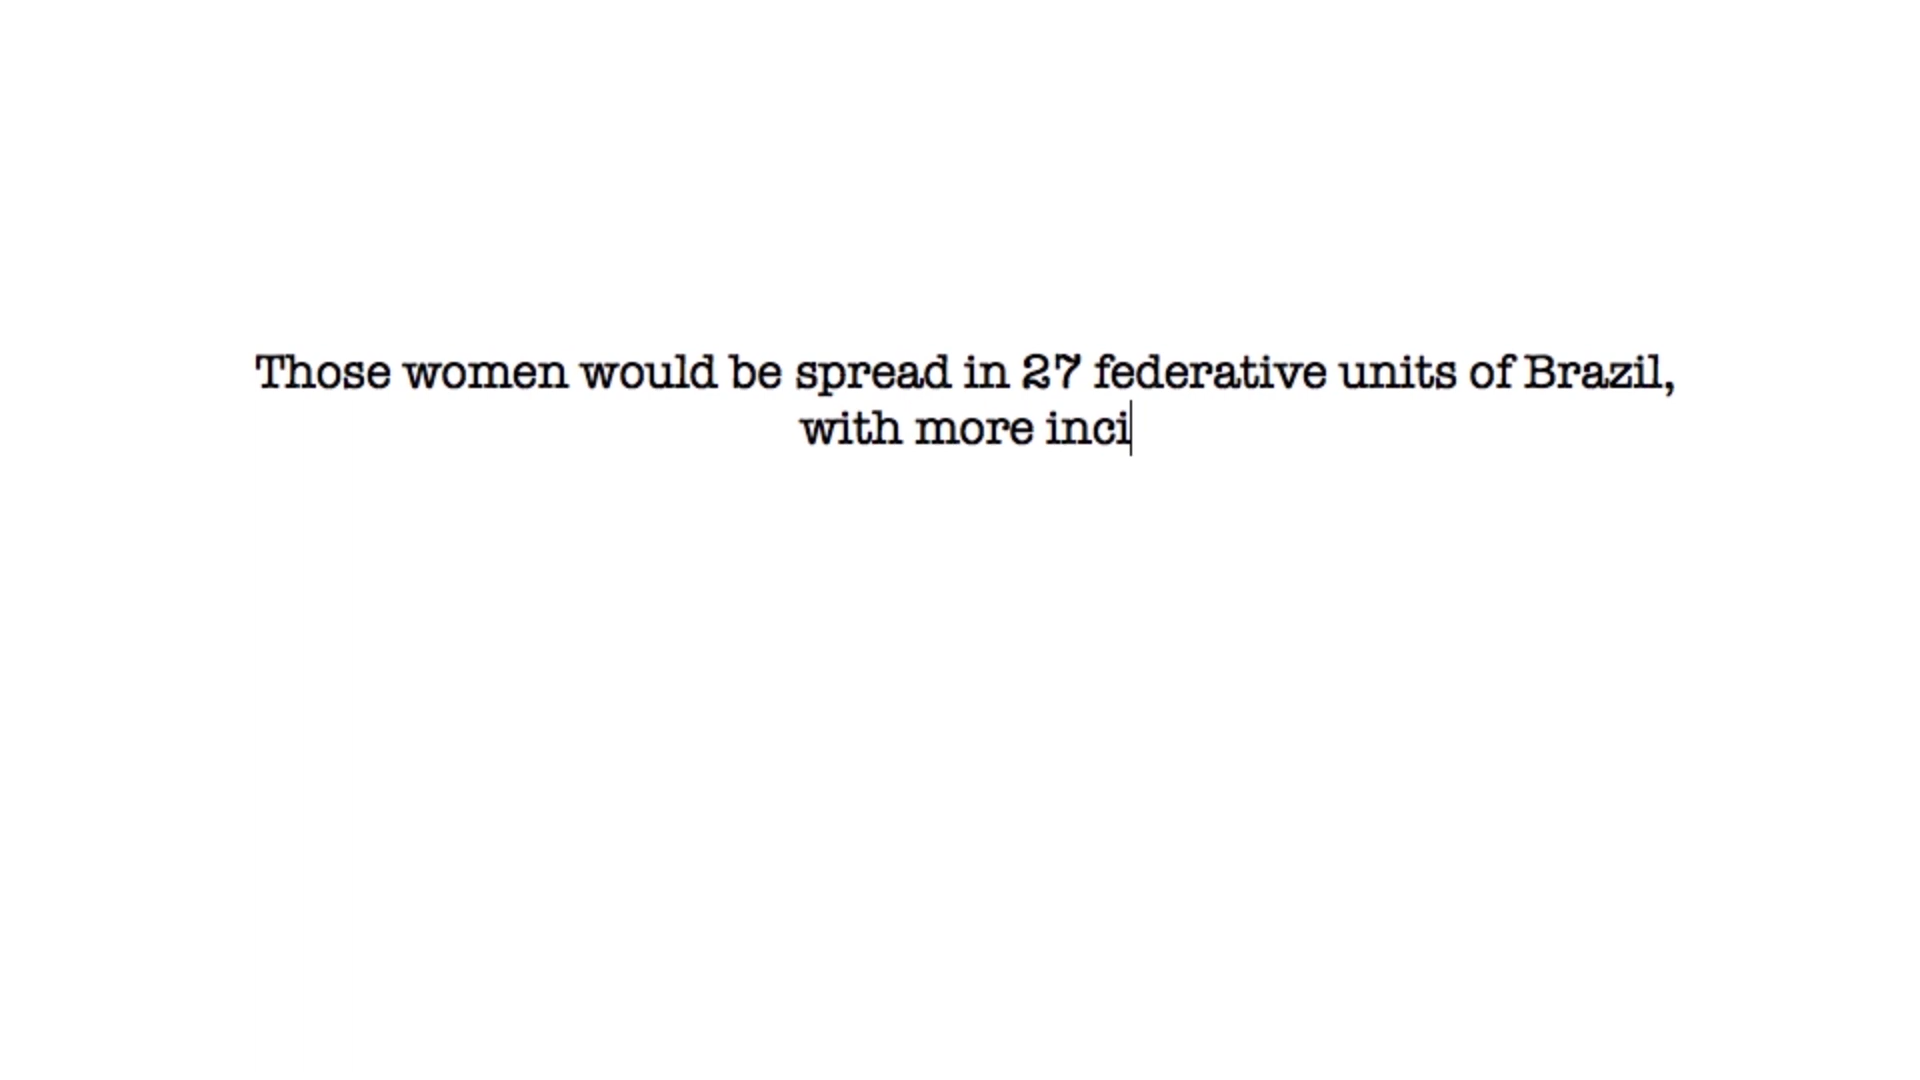 Those women would be spread in 27 federative units of Brazil,
with more inci